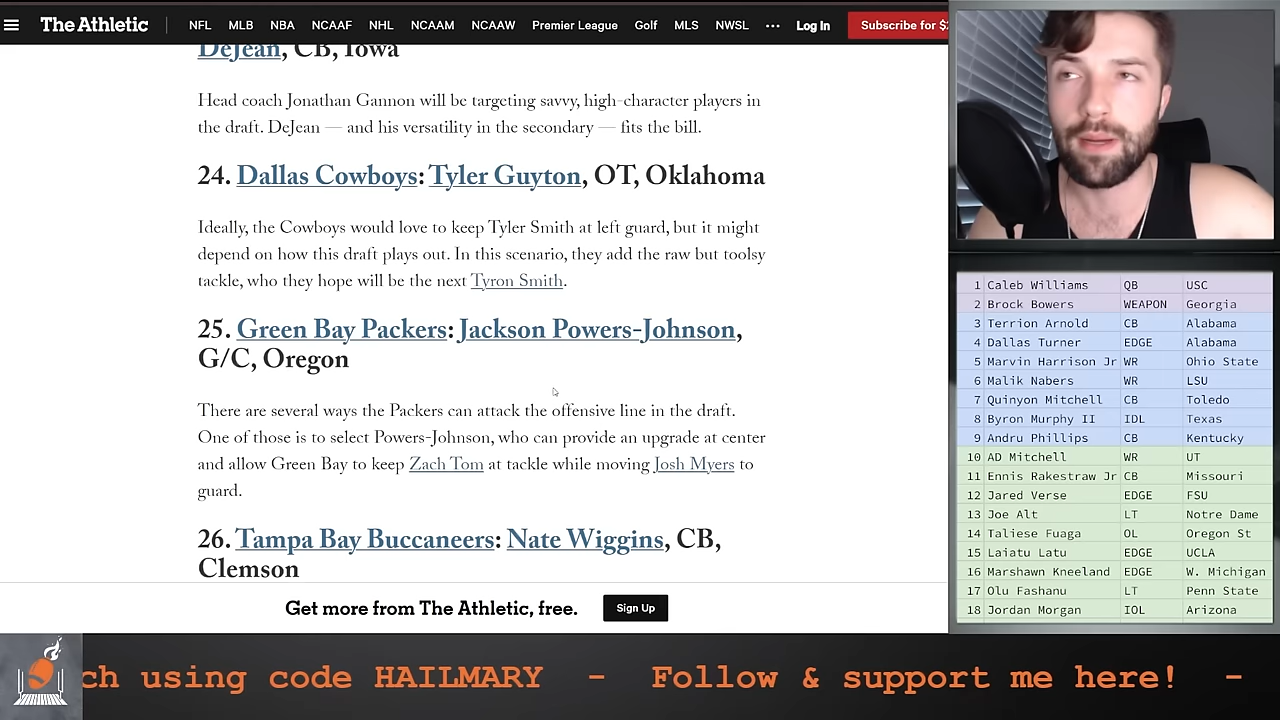 The Athletic
NFL MLB NBA NCAAF NHL NCAAM NCAAW Premier League Golf MLS NWSL ••• Log In Subscribe for $
DeJean, CB, Iowa
Head coach Jonathan Gannon will be targeting savvy, high-character players in
the draft. DeJean — and his versatility in the secondary — fits the bill.
24. Dallas Cowboys: Tyler Guyton, OT, Oklahoma
Ideally, the Cowboys would love to keep Tyler Smith at left guard, but it might
depend on how this draft plays out. In this scenario, they add the raw but toolsy
tackle, who they hope will be the next Tyron Smith.
25. Green Bay Packers: Jackson Powers-Johnson,
G/C, Oregon
There are several ways the Packers can attack the offensive line in the draft.
One of those is to select Powers-Johnson, who can provide an upgrade at center
and allow Green Bay to keep Zach Tom at tackle while moving Josh Myers to
guard.
26. Tampa Bay Buccaneers: Nate Wiggins, CB,
Clemson
Get more from The Athletic, free. Sign Up
1 Caleb Williams QB USC
2 Brock Bowers WEAPON Georgia
3 Terrion Arnold CB Alabama
4 Dallas Turner EDGE Alabama
5 Marvin Harrison Jr WR Ohio State
6 Malik Nabers WR LSU
7 Quinyon Mitchell CB Toledo
8 Byron Murphy II IDL Texas
9 Andru Phillips CB Kentucky
10 AD Mitchell WR UT
11 Ennis Rakestraw Jr CB Missouri
12 Jared Verse EDGE FSU
13 Joe Alt LT Notre Dame
14 Taliese Fuaga OL Oregon St
15 Laiatu Latu EDGE UCLA
16 Marshawn Kneeland EDGE W. Michigan
17 Olu Fashanu LT Penn State
18 Jordan Morgan IOL Arizona
ch using code HAILMARY - Follow & support me here! -